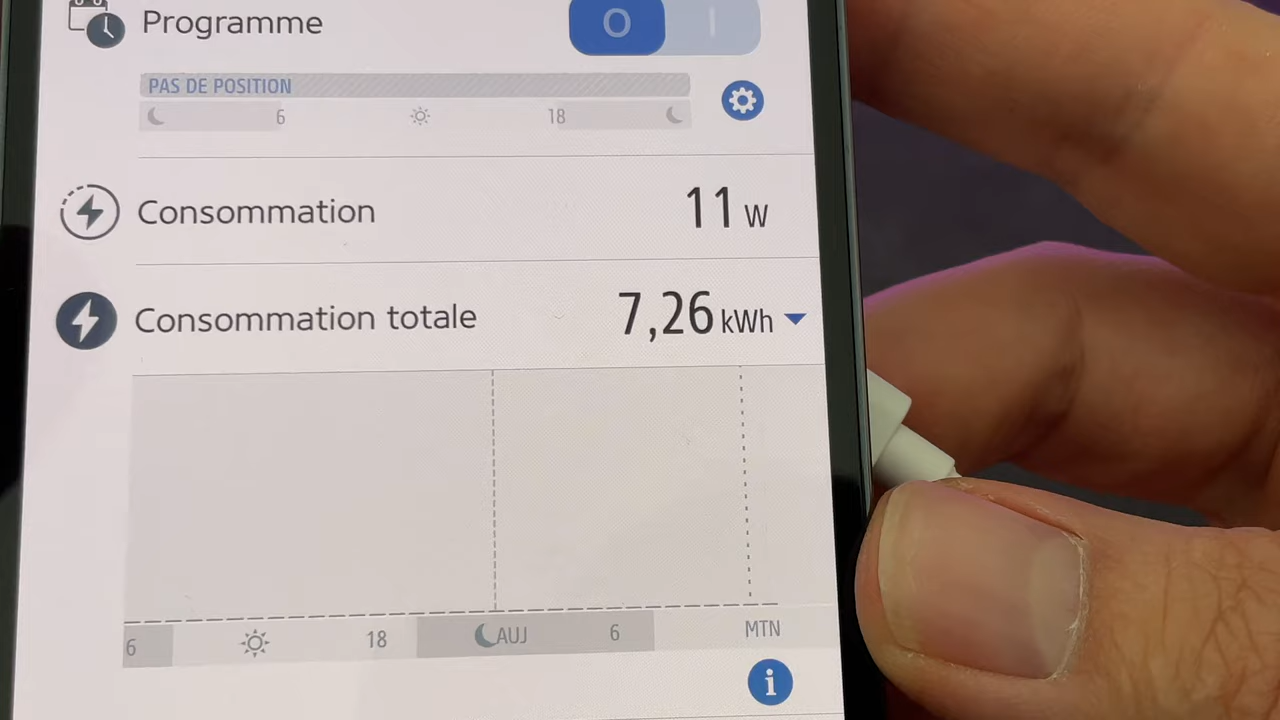 Programme
O I
PAS DE POSITION
6 18
Consommation 11 W
Consommation totale 7,26 kWh
6 18 AUJ 6 MTN
i